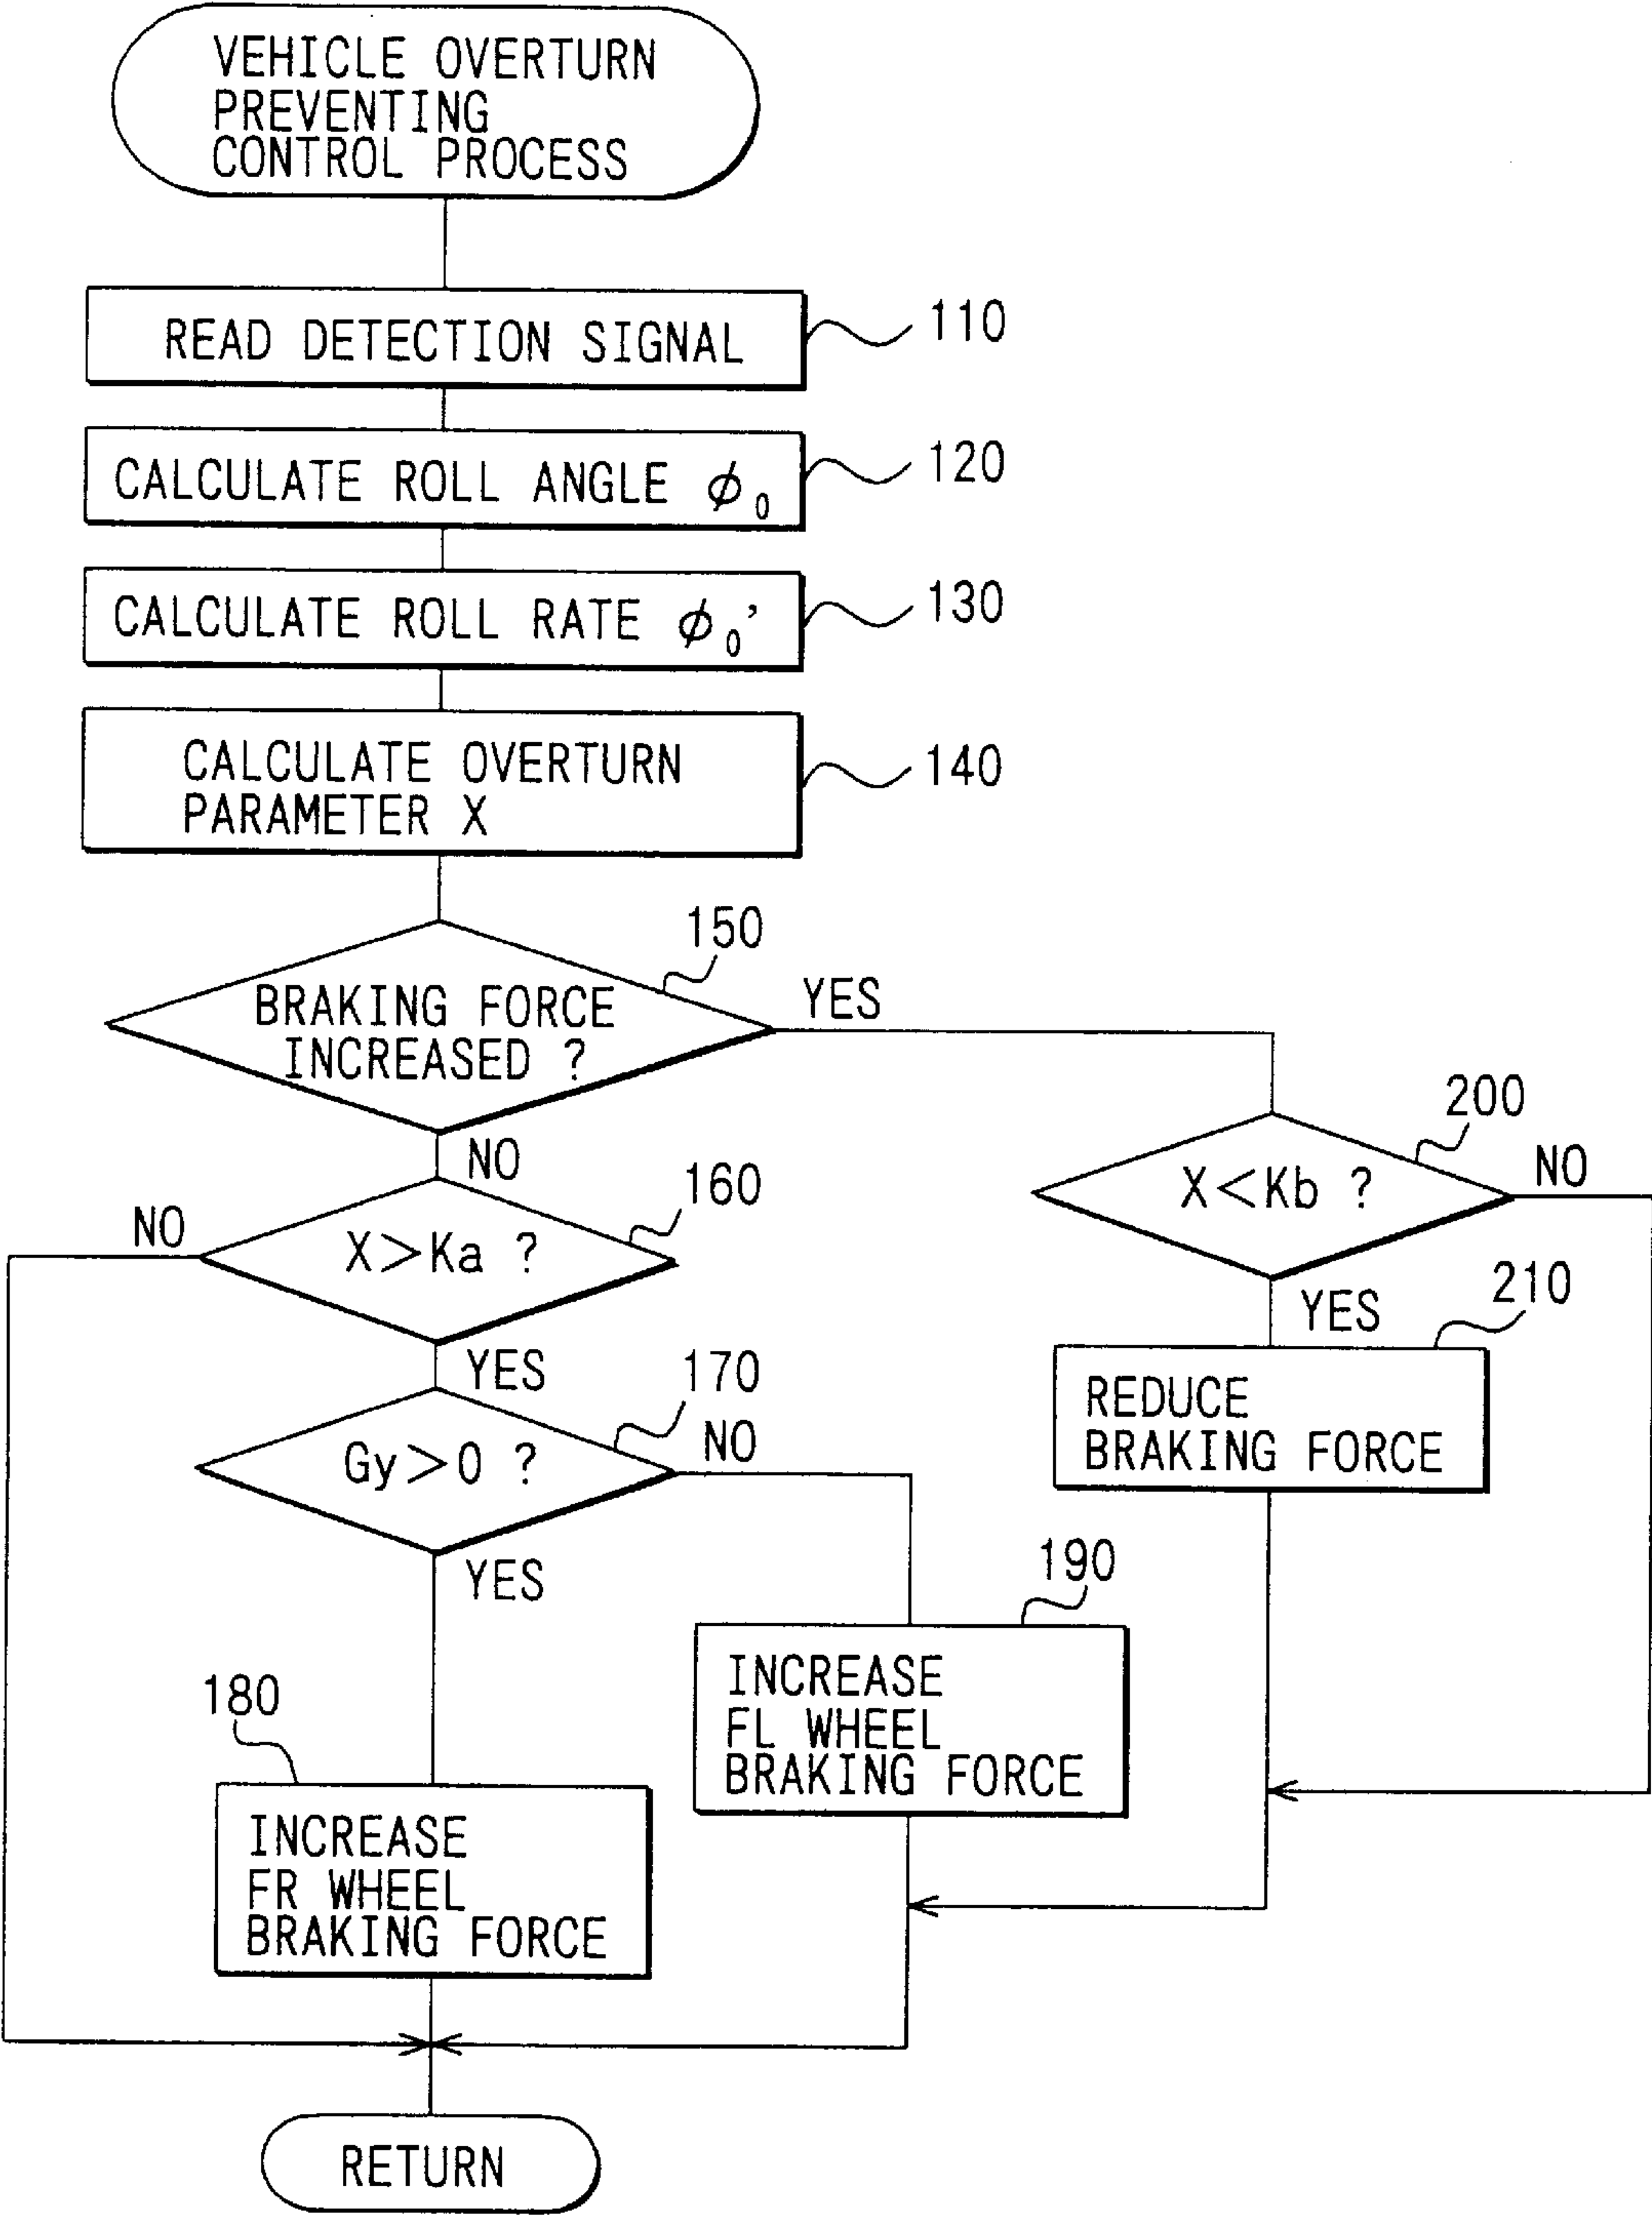 VEHICLE OVERTURN
PREVENTING
CONTROL PROCESS
READ DETECTION SIGNAL
110
CALCULATE ROLL ANGLE ϕ₀
120
CALCULATE ROLL RATE ϕ₀’
130
CALCULATE OVERTURN
PARAMETER X
140
150
BRAKING FORCE
INCREASED ?
YES
NO
200
X<Kb ?
NO
YES
160
NO
X>Ka ?
YES
210
REDUCE
BRAKING FORCE
170
Gy>0 ?
NO
YES
190
INCREASE
FL WHEEL
BRAKING FORCE
180
INCREASE
FR WHEEL
BRAKING FORCE
RETURN